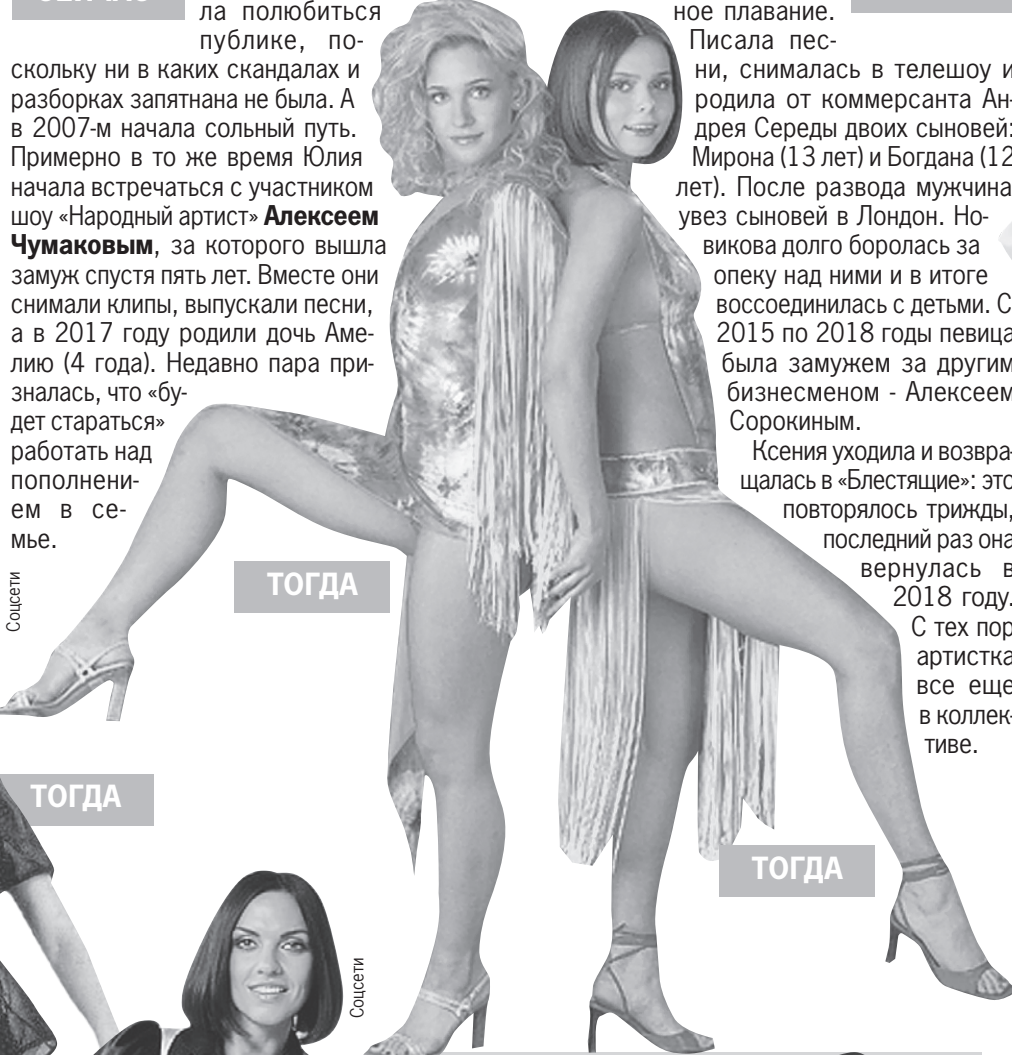 ла полюбиться
публике, по-
скольку ни в каких скандалах и
разборках запятнана не была. А
в 2007-м начала сольный путь.
Примерно в то же время Юлия
начала встречаться с участником
шоу «Народный артист» Алексеем
Чумаковым, за которого вышла
замуж спустя пять лет. Вместе они
снимали клипы, выпускали песни,
а в 2017 году родили дочь Аме-
лию (4 года). Недавно пара при-
зналась, что «бу-
дет стараться»
работать над
пополнени-
ем в се-
мье.
Соцсети
ТОГДА
ТОГДА
Соцсети
ное плавание.
Писала пес-
ни, снималась в телешоу и
родила от коммерсанта Ан-
дрея Середы двоих сыновей:
Мирона (13 лет) и Богдана (12
лет). После развода мужчина
увез сыновей в Лондон. Но-
викова долго боролась за
опеку над ними и в итоге
воссоединилась с детьми. С
2015 по 2018 годы певица
была замужем за другим
бизнесменом - Алексеем
Сорокиным.
Ксения уходила и возвра-
щалась в «Блестящие»: это
повторялось трижды,
последний раз она
вернулась в
2018 году.
С тех пор
артистка
все еще
в коллек-
тиве.
ТОГДА